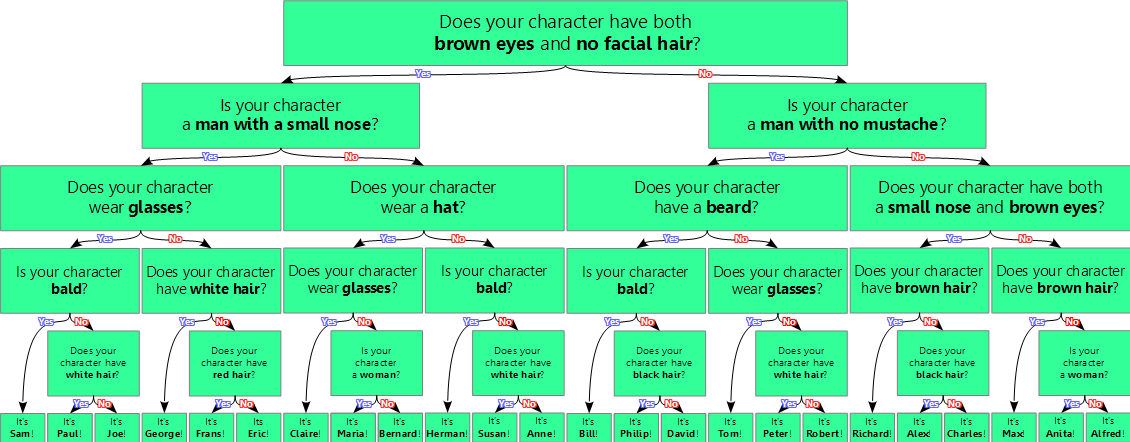 Does your character have both
brown eyes and no facial hair?
Yes
No
Is your character
a man with a small nose?
Is your character
a man with no mustache?
Yes
No
Yes
No
Does your character
wear glasses?
Does your character
wear a hat?
Does your character
have a beard?
Does your character have both
a small nose and brown eyes?
Yes
No
Yes
No
Yes
No
Yes
No
Is your character
bald?
Does your character
have white hair?
Does your character
wear glasses?
Is your character
bald?
Is your character
bald?
Does your character
wear glasses?
Does your character
have brown hair?
Does your character
have brown hair?
Yes
No
Yes
No
Yes
No
Yes
No
Yes
No
Yes
No
Yes
No
Yes
No
Does your
character have
white hair?
Does your
character have
red hair?
Is your
character
a woman?
Does your
character have
white hair?
Does your
character have
black hair?
Does your
character have
white hair?
Does your
character have
black hair?
Is your
character
a woman?
Yes
No
Yes
No
Yes
No
Yes
No
Yes
No
Yes
No
Yes
No
Yes
No
It's
Sam!
It's
Paul!
It's
Joe!
It's
George!
It's
Frans!
Its
Eric!
It's
Claire!
It's
Maria!
It's
Bernard!
It's
Herman!
It's
Susan!
It's
Anne!
It's
Bill!
It's
Philip!
It's
David!
It's
Tom!
It's
Peter!
It's
Robert!
It's
Richard!
It's
Alex!
It's
Charles!
It's
Max!
It's
Anita!
It's
Alfred!